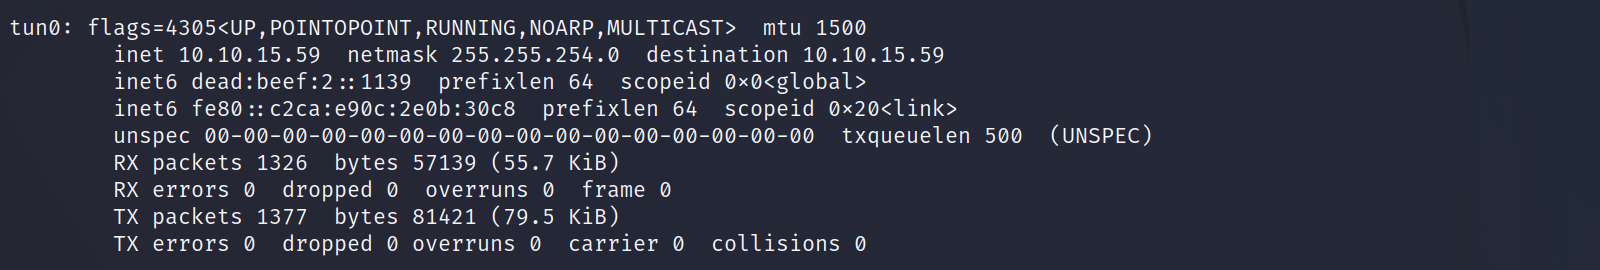 tun0: flags=4305<UP,POINTOPOINT,RUNNING,NOARP,MULTICAST>  mtu 1500
        inet 10.10.15.59  netmask 255.255.254.0  destination 10.10.15.59
        inet6 dead:beef:2::1139  prefixlen 64  scopeid 0x0<global>
        inet6 fe80::c2ca:e90c:2e0b:30c8  prefixlen 64  scopeid 0x20<link>
        unspec 00-00-00-00-00-00-00-00-00-00-00-00-00-00-00-00  txqueuelen 500  (UNSPEC)
        RX packets 1326  bytes 57139 (55.7 KiB)
        RX errors 0  dropped 0  overruns 0  frame 0
        TX packets 1377  bytes 81421 (79.5 KiB)
        TX errors 0  dropped 0 overruns 0  carrier 0  collisions 0